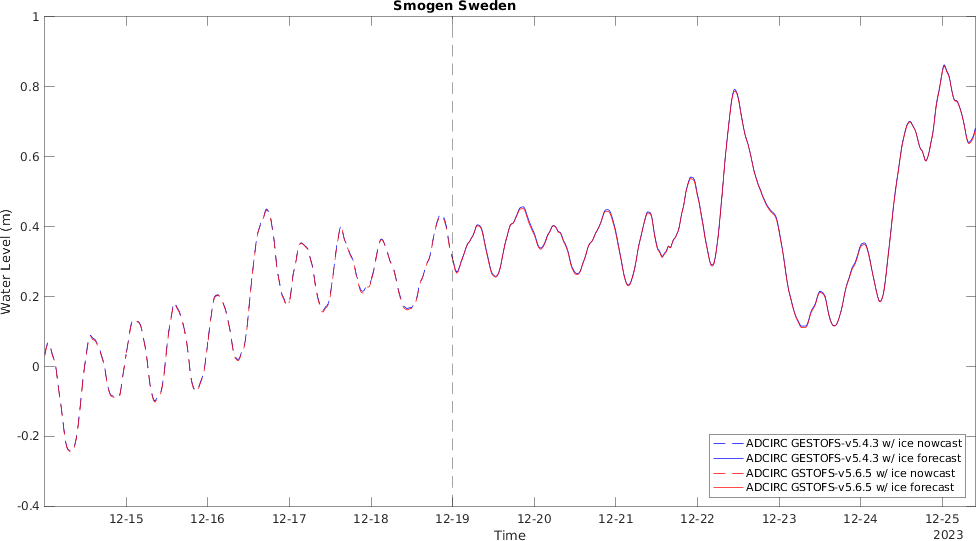 Smogen Sweden
1
0.8
0.6
0.4
0.2
0
-0.2
-0.4
Water Level (m)
12-15 12-16 12-17 12-18 12-19 12-20 12-21 12-22 12-23 12-24 12-25
Time
2023
ADCIRC GESTOFS-v5.4.3 w/ ice nowcast
ADCIRC GESTOFS-v5.4.3 w/ ice forecast
ADCIRC GSTOFS-v5.6.5 w/ ice nowcast
ADCIRC GSTOFS-v5.6.5 w/ ice forecast